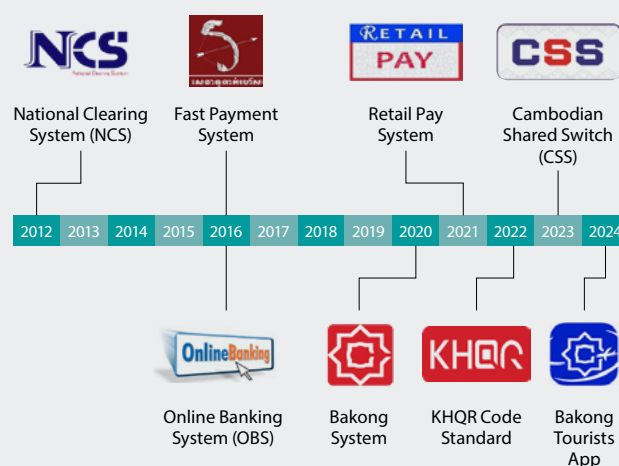 NCS
National Clearing System
RETAIL
PAY
CSS
National Clearing
System (NCS)
Fast Payment
System
Retail Pay
System
Cambodian
Shared Switch
(CSS)
2012 2013 2014 2015 2016 2017 2018 2019 2020 2021 2022 2023 2024
OnlineBanking
KHQR
Online Banking
System (OBS)
Bakong
System
KHQR Code
Standard
Bakong
Tourists
App